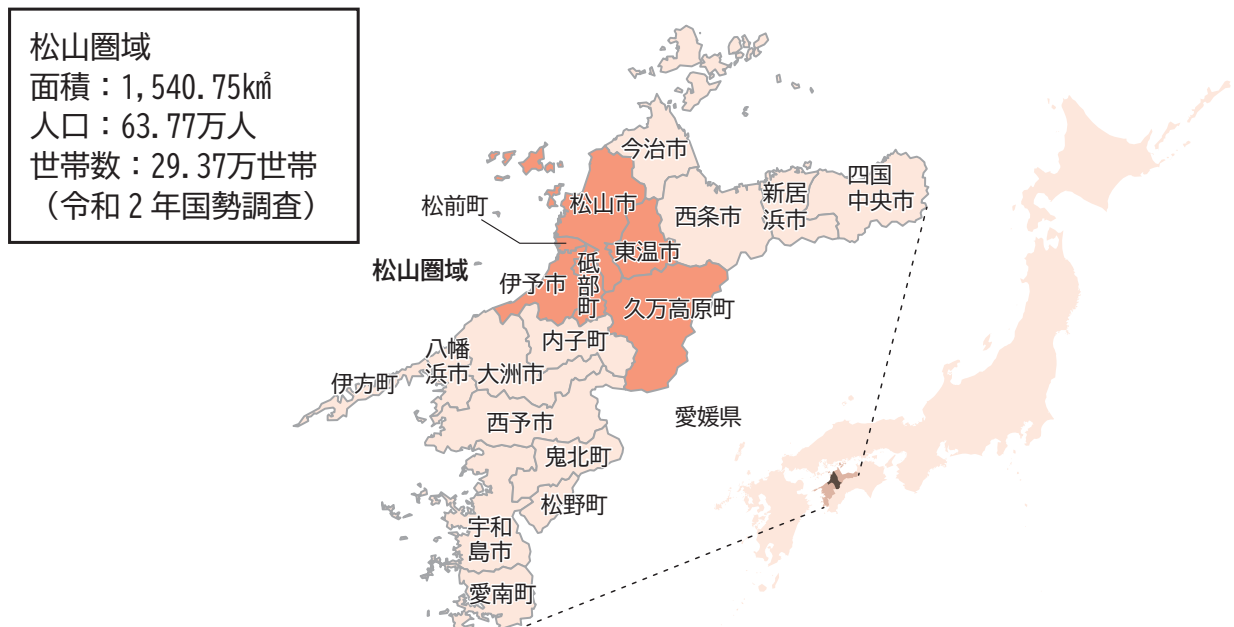 松山圏域
面積：1,540.75㎢
人口：63.77万人
世帯数：29.37万世帯
（令和２年国勢調査）
今治市
松前町
松山市
西条市
新居
浜市
四国
中央市
東温市
松山圏域
伊予市
砥部町
久万高原町
内子町
八幡
浜市
大洲市
伊方町
愛媛県
西予市
鬼北町
松野町
宇和
島市
愛南町